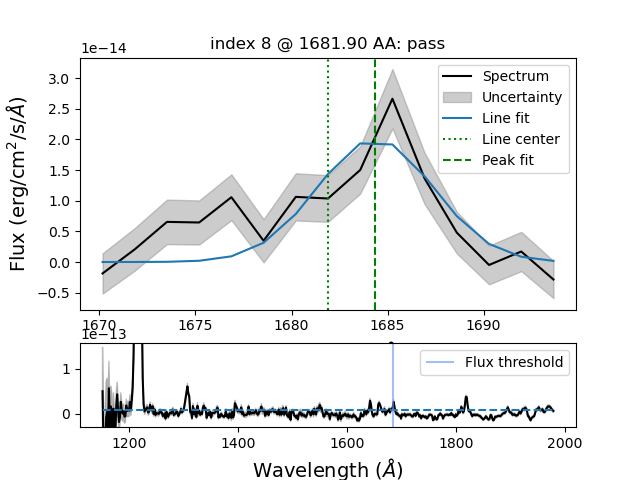 index 8 @ 1681.90 AA: pass
1e−14
Flux (erg/cm²/s/Å)
3.0
2.5
2.0
1.5
1.0
0.5
0.0
−0.5
Spectrum
Uncertainty
Line fit
Line center
Peak fit
1670 1675 1680 1685 1690
1e−13
1
0
Flux threshold
1200 1400 1600 1800 2000
Wavelength (Å)